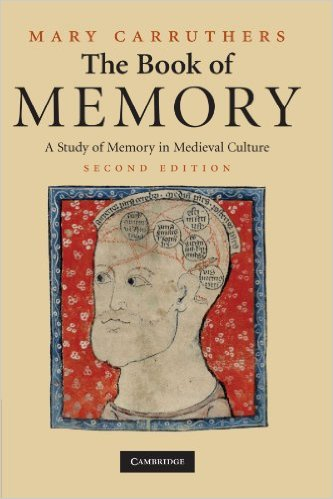 MARY CARRUTHERS
The Book of
MEMORY
A Study of Memory in Medieval Culture
SECOND EDITION
CAMBRIDGE